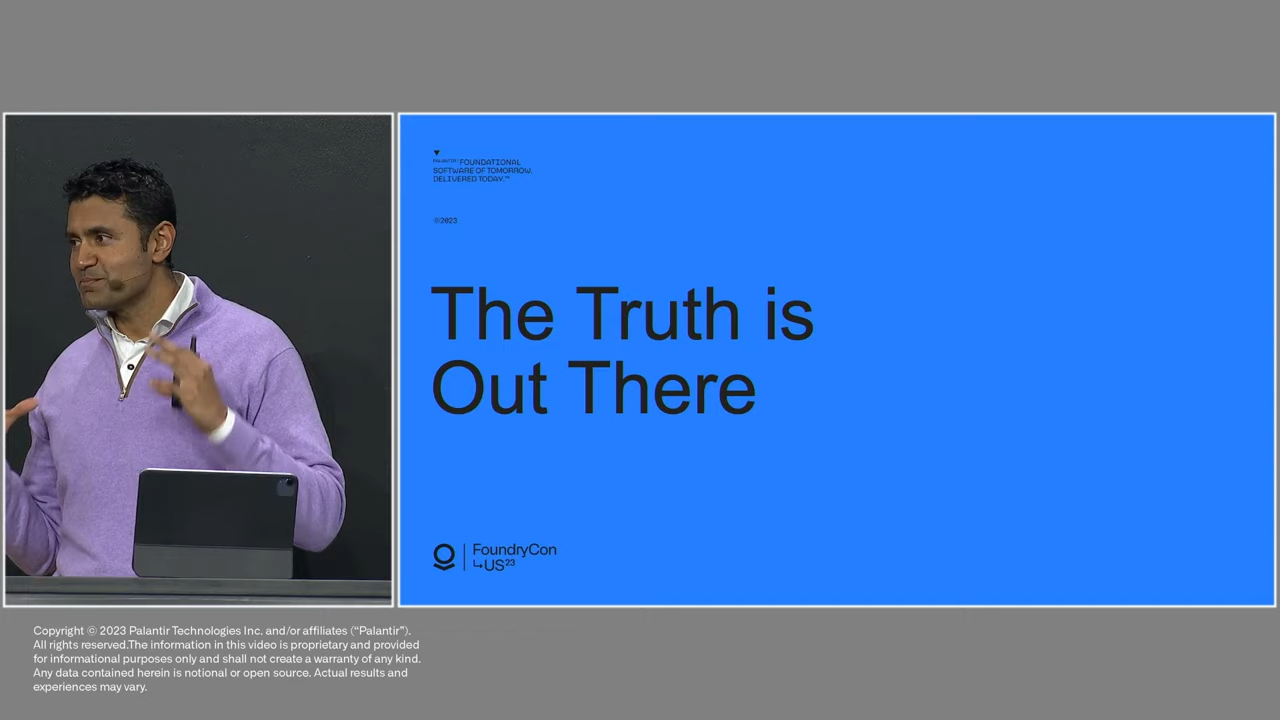 PALANTIR: FOUNDATIONAL
SOFTWARE OF TOMORROW.
DELIVERED TODAY.™
©2023
The Truth is
Out There
FoundryCon
↳US23
Copyright © 2023 Palantir Technologies Inc. and/or affiliates (“Palantir”).
All rights reserved.The information in this video is proprietary and provided
for informational purposes only and shall not create a warranty of any kind.
Any data contained herein is notional or open source. Actual results and
experiences may vary.